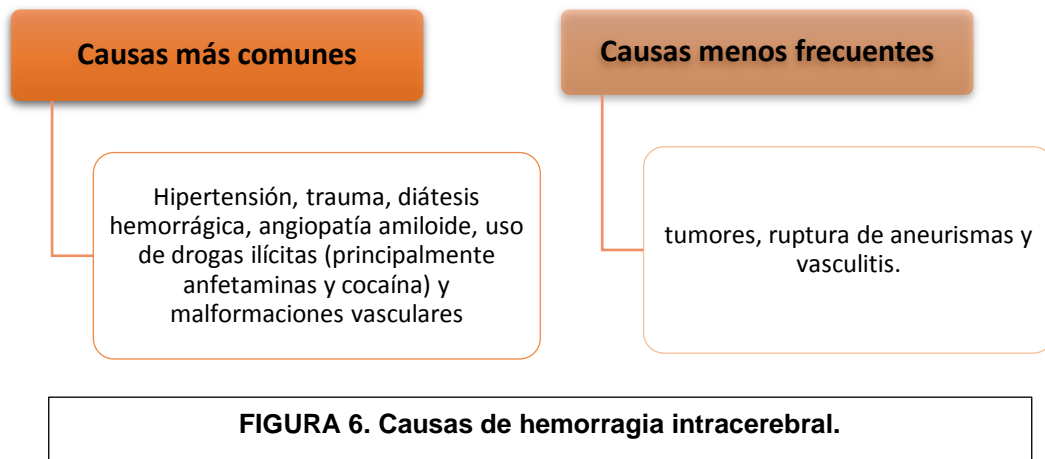 Causas más comunes
Hipertensión, trauma, diátesis
hemorrágica, angiopatía amiloide, uso
de drogas ilícitas (principalmente
anfetaminas y cocaína) y
malformaciones vasculares
Causas menos frecuentes
tumores, ruptura de aneurismas y
vasculitis.
FIGURA 6. Causas de hemorragia intracerebral.